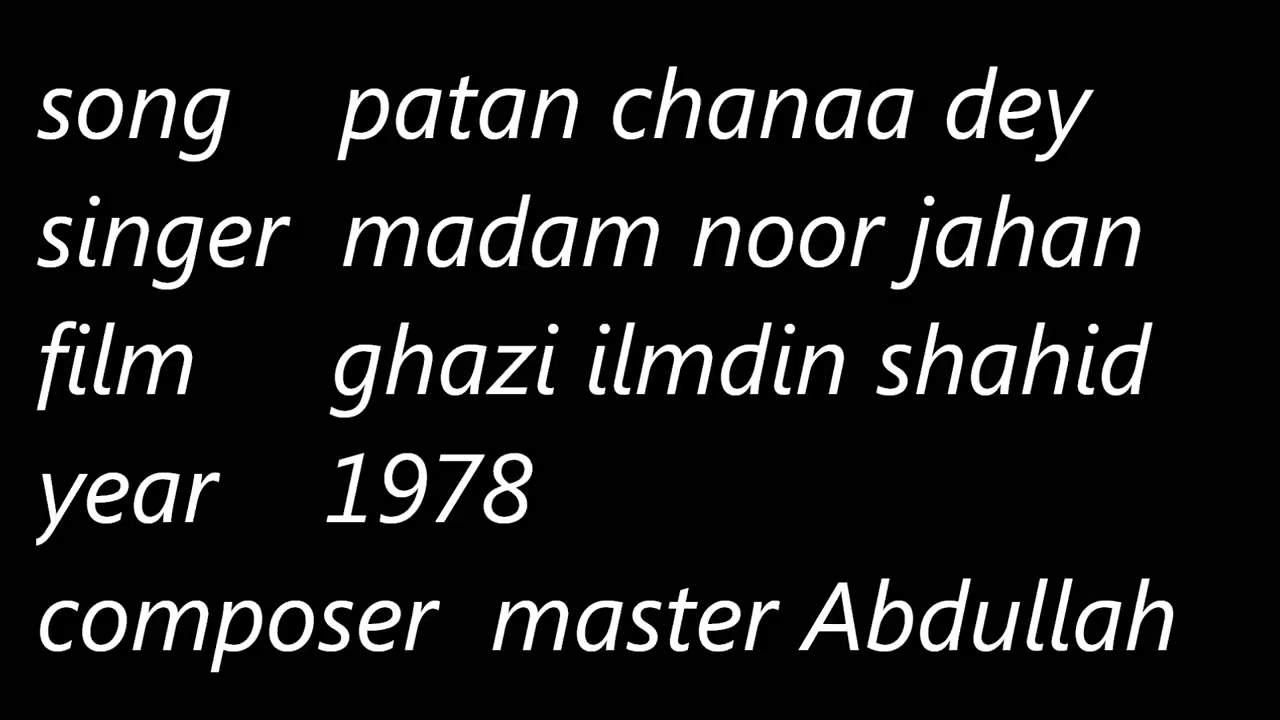 song patan chanaa dey
singer madam noor jahan
film ghazi ilmdin shahid
year 1978
composer master Abdullah